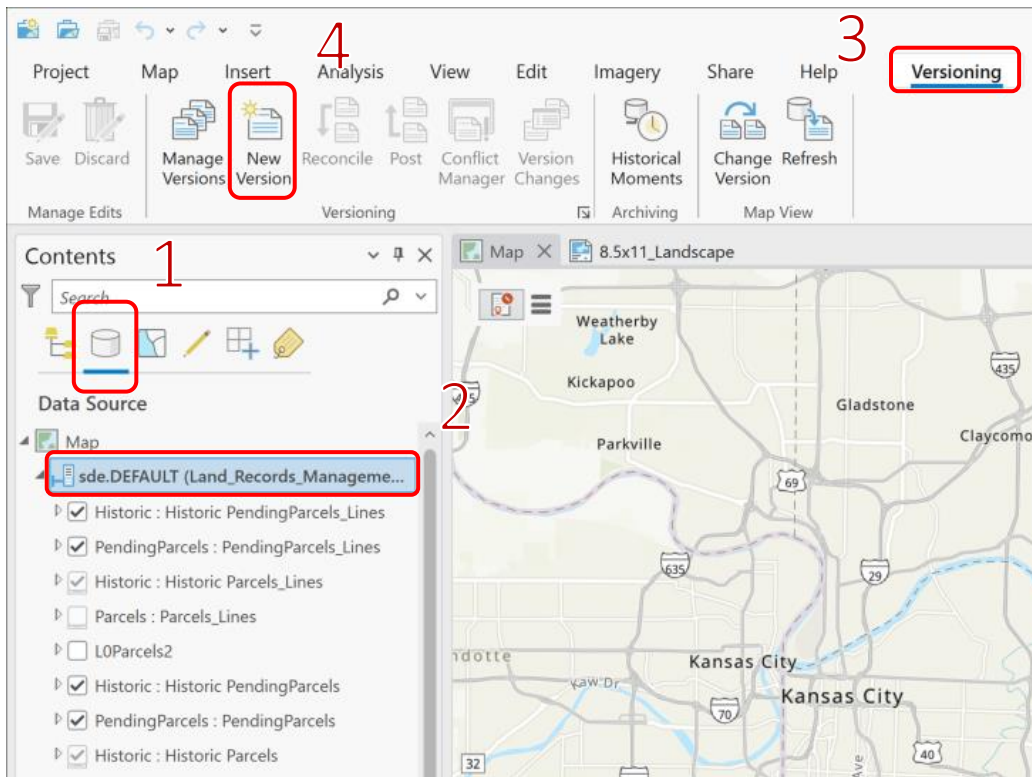 4
3
Project Map Insert Analysis View Edit Imagery Share Help Versioning
Save Discard Manage Versions New Version Reconcile Post Conflict Manager Version Changes Historical Moments Change Version Refresh
Manage Edits Versioning Archiving Map View
1
Contents
Map 8.5x11_Landscape
Search
Weatherby
Lake
435
Kickapoo
2
Gladstone
Data Source
Claycomo
Map
Parkville
sde.DEFAULT (Land_Records_Manageme...
69
Historic : Historic PendingParcels_Lines
PendingParcels : PendingParcels_Lines
635
29
Historic : Historic Parcels_Lines
Parcels : Parcels_Lines
L0Parcels2
ndotte
Kansas City
Historic : Historic PendingParcels
Kaw Dr
Kansas City
PendingParcels : PendingParcels
70
Historic : Historic Parcels
32
Ave
40